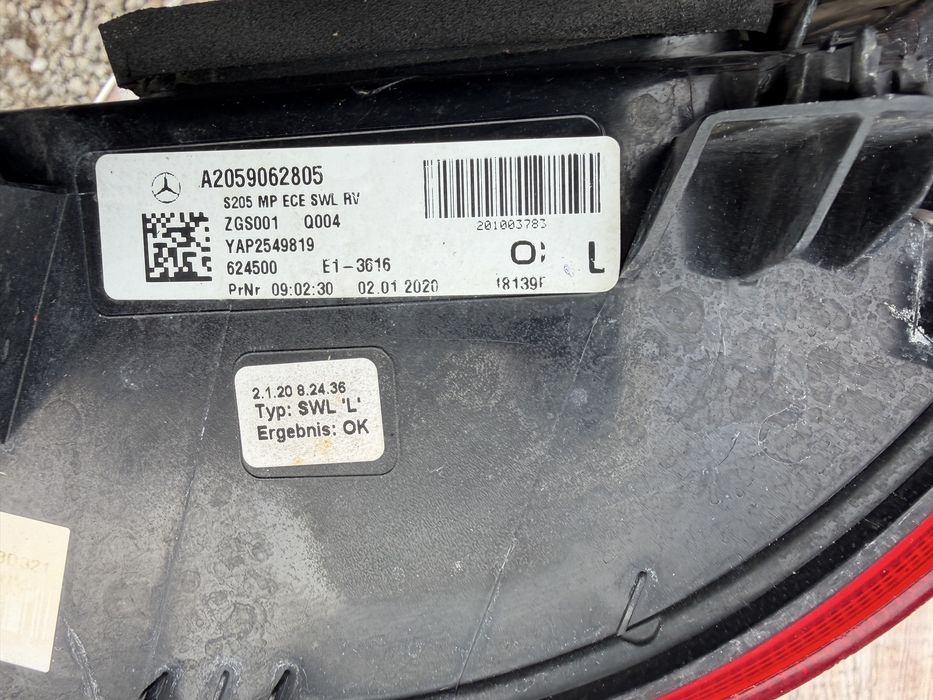 A2059062805
S205 MP ECE SWL RV
ZGS001 Q004
YAP2549819
624500 E1-3616
PrNr 09:02:30 02.01 2020
201003783
L
2.1.20 8.24.36
Typ: SWL 'L'
Ergebnis: OK